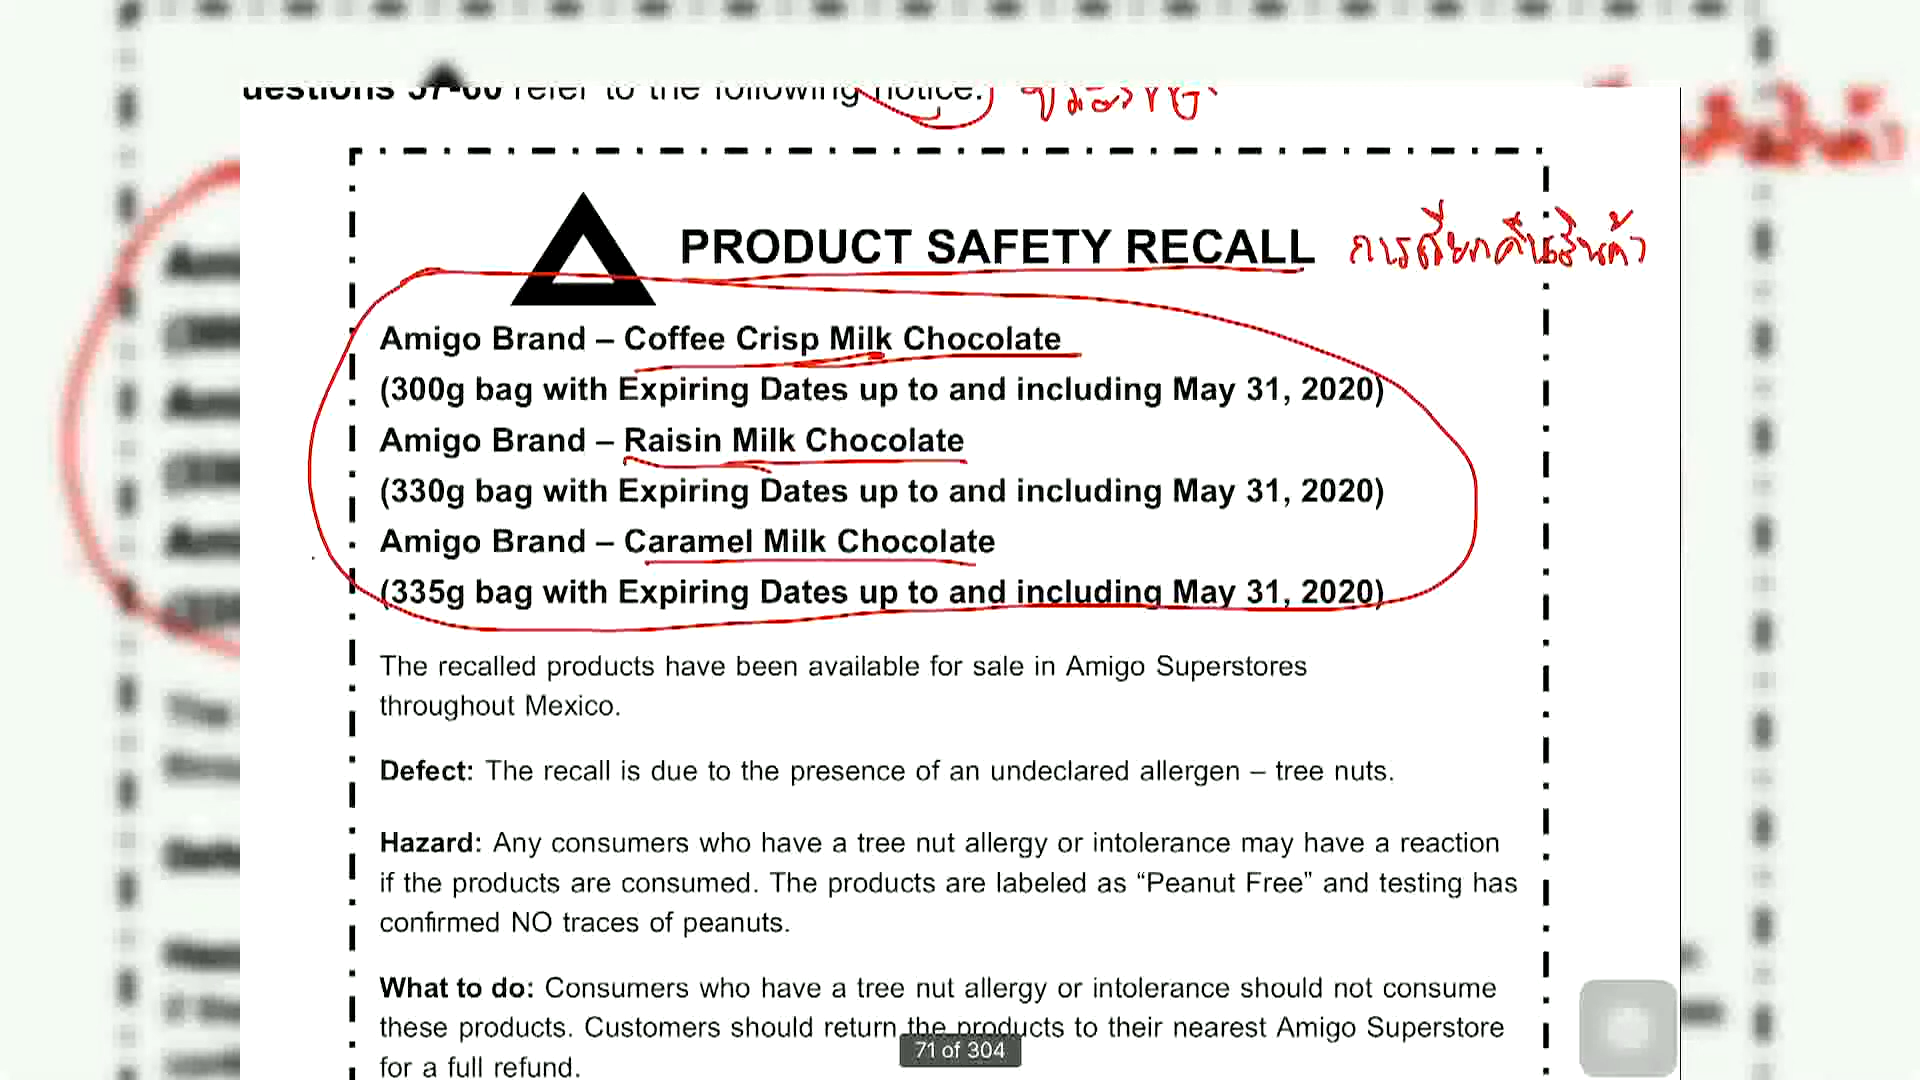 uestions 57-60 refer to the following notice.
PRODUCT SAFETY RECALL การเรียกคืนสินค้า
Amigo Brand – Coffee Crisp Milk Chocolate
(300g bag with Expiring Dates up to and including May 31, 2020)
Amigo Brand – Raisin Milk Chocolate
(330g bag with Expiring Dates up to and including May 31, 2020)
Amigo Brand – Caramel Milk Chocolate
(335g bag with Expiring Dates up to and including May 31, 2020)
The recalled products have been available for sale in Amigo Superstores
throughout Mexico.
Defect: The recall is due to the presence of an undeclared allergen – tree nuts.
Hazard: Any consumers who have a tree nut allergy or intolerance may have a reaction
if the products are consumed. The products are labeled as “Peanut Free” and testing has
confirmed NO traces of peanuts.
What to do: Consumers who have a tree nut allergy or intolerance should not consume
these products. Customers should return the products to their nearest Amigo Superstore
for a full refund.
71 of 304